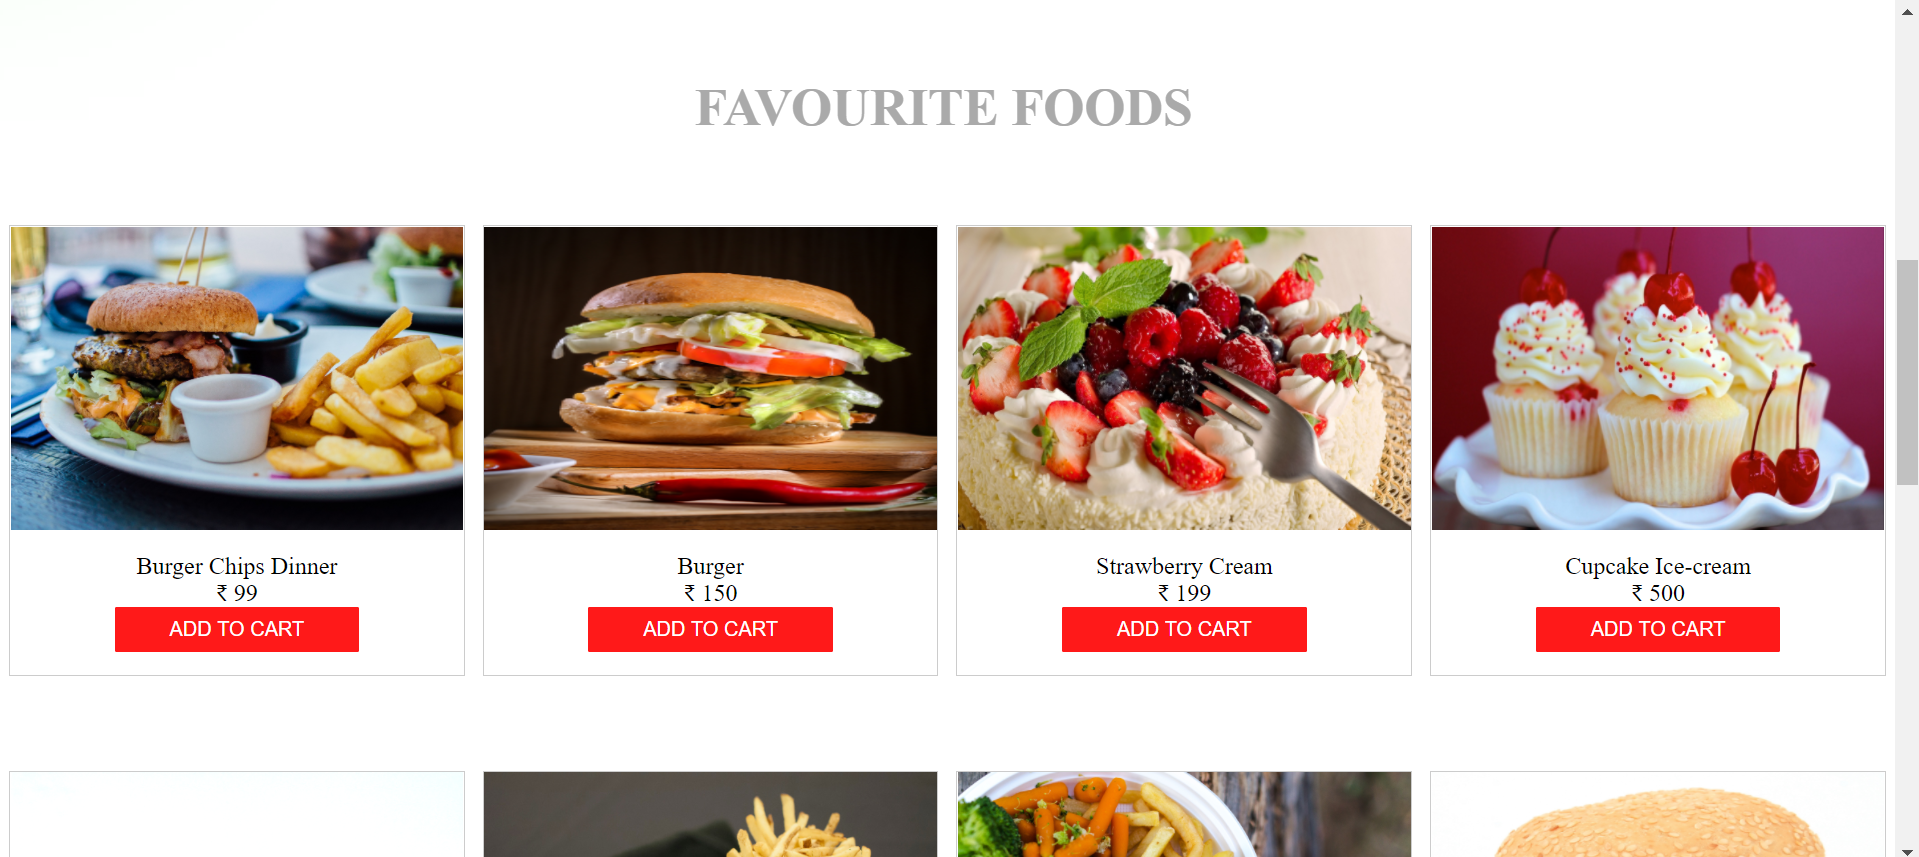 FAVOURITE FOODS
Burger Chips Dinner
₹ 99
ADD TO CART
Burger
₹ 150
ADD TO CART
Strawberry Cream
₹ 199
ADD TO CART
Cupcake Ice-cream
₹ 500
ADD TO CART